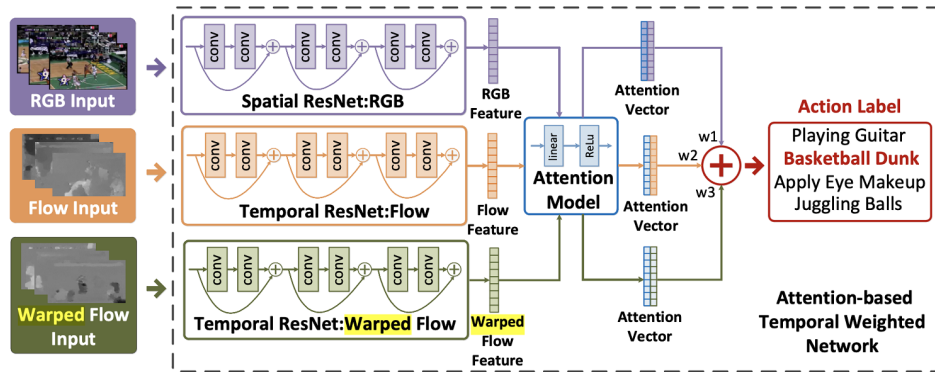 RGB Input
conv
conv
conv
conv
conv
conv
Spatial ResNet:RGB
RGB
Feature
Attention
Vector
Flow Input
conv
conv
conv
conv
conv
conv
Temporal ResNet:Flow
Flow
Feature
linear
ReLu
Attention
Model
Attention
Vector
w1
w2
w3
Action Label
Playing Guitar
Basketball Dunk
Apply Eye Makeup
Juggling Balls
Warped Flow
Input
conv
conv
conv
conv
conv
conv
Temporal ResNet:Warped Flow
Warped
Flow
Feature
Attention
Vector
Attention-based
Temporal Weighted
Network